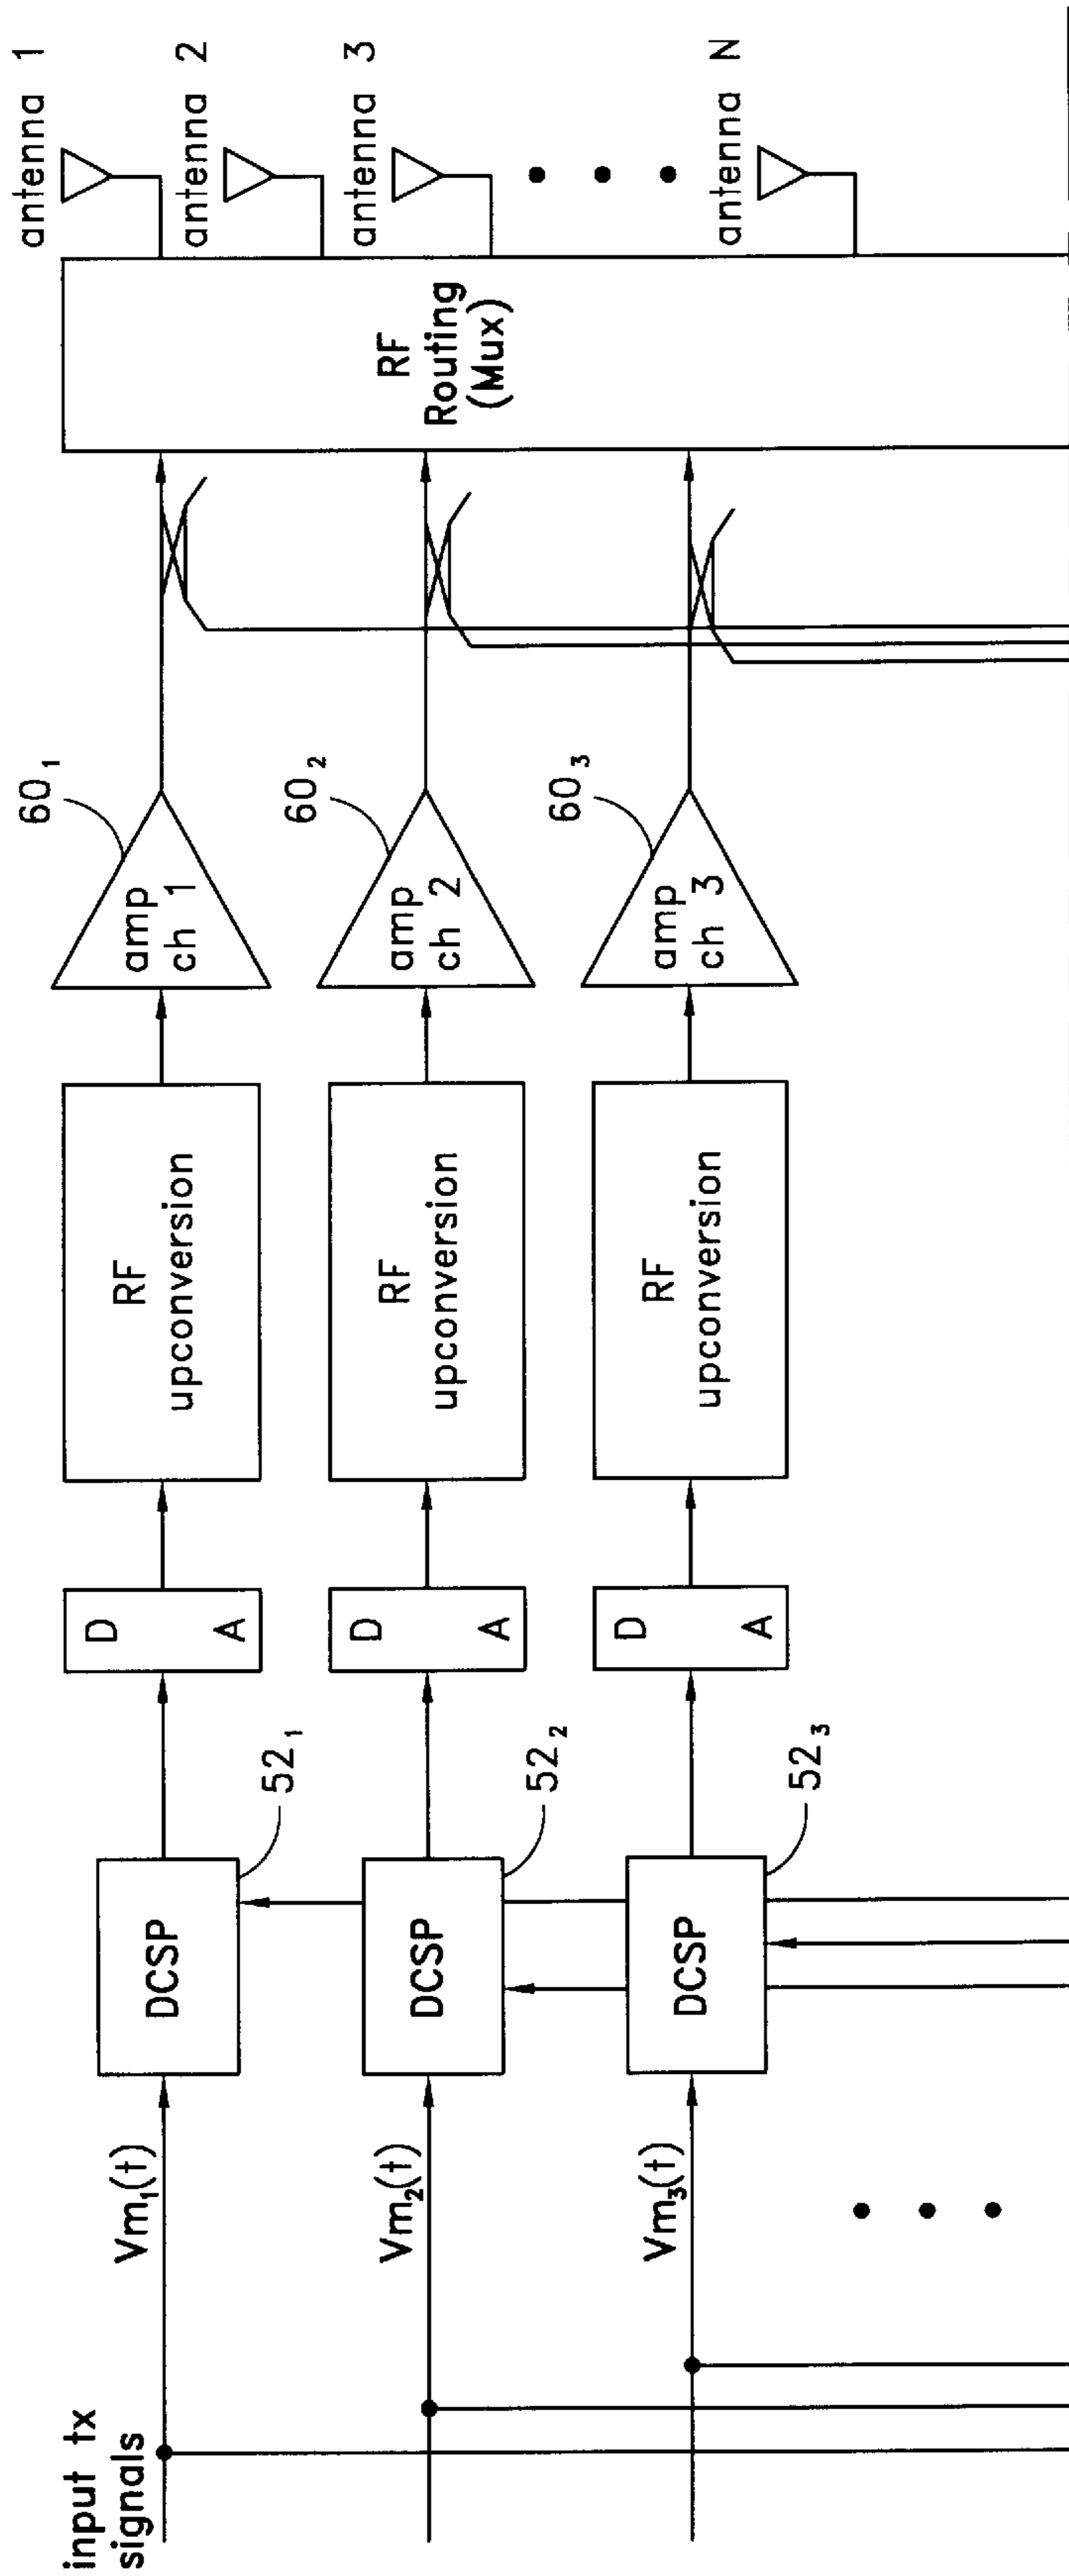 input tx
signals
Vm₁(t)
DCSP
52₁
D
A
RF
upconversion
amp
ch 1
60₁
Vm₂(t)
DCSP
52₂
D
A
RF
upconversion
amp
ch 2
60₂
Vm₃(t)
DCSP
52₃
D
A
RF
upconversion
amp
ch 3
60₃
RF
Routing
(Mux)
antenna 1
antenna 2
antenna 3
antenna N